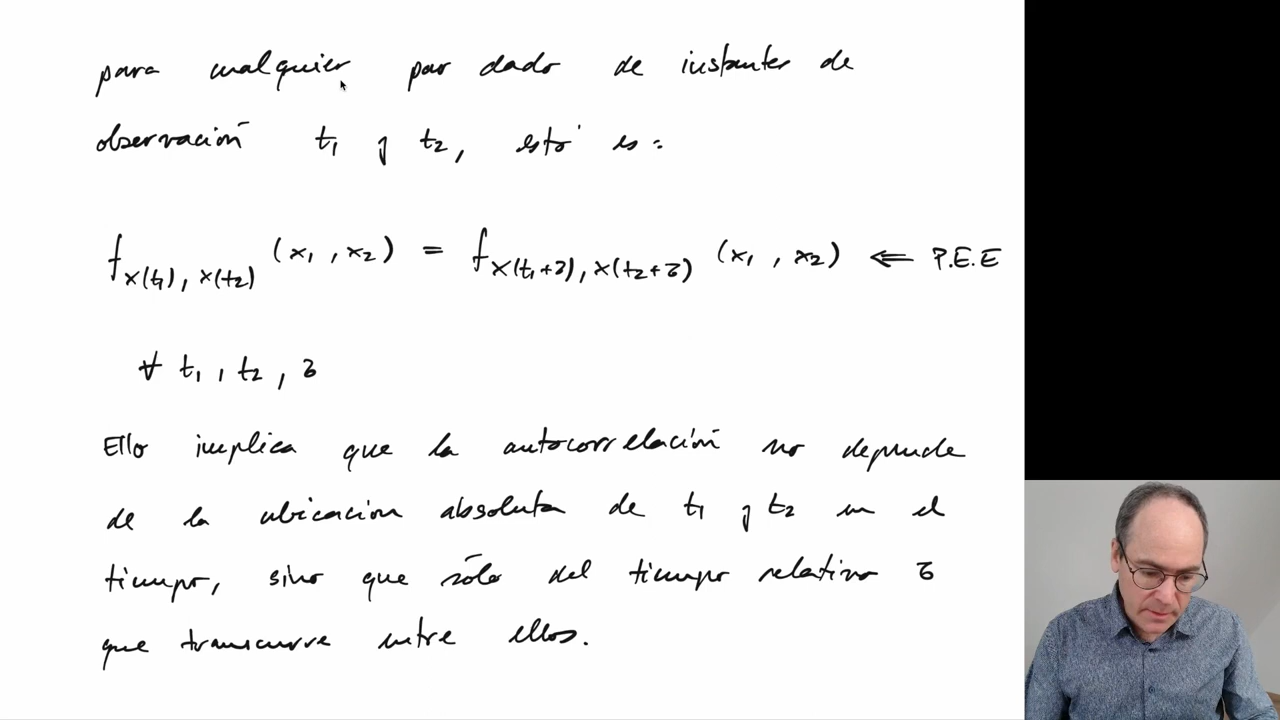 para cualquier par dado de instantes de
observación t₁ y t₂, esto es:
f_{X(t₁), X(t₂)} (x₁, x₂) = f_{X(t₁+τ), X(t₂+τ)} (x₁, x₂) ⇐ P.E.E
∀ t₁, t₂, τ
Ello implica que la autocorrelación no depende
de la ubicación absoluta de t₁ y t₂ en el
tiempo, sino que sólo del tiempo relativo τ
que transcurre entre ellos.